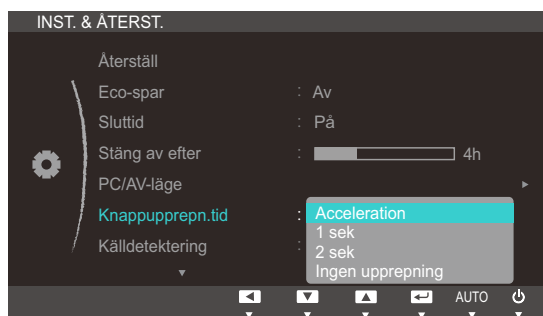 INST. & ÅTERST.
Återställ
Eco-spar : Av
Sluttid : På
Stäng av efter : 4h
PC/AV-läge
Knappupprepn.tid : Acceleration
1 sek
Källdetektering : 2 sek
Ingen upprepning
AUTO